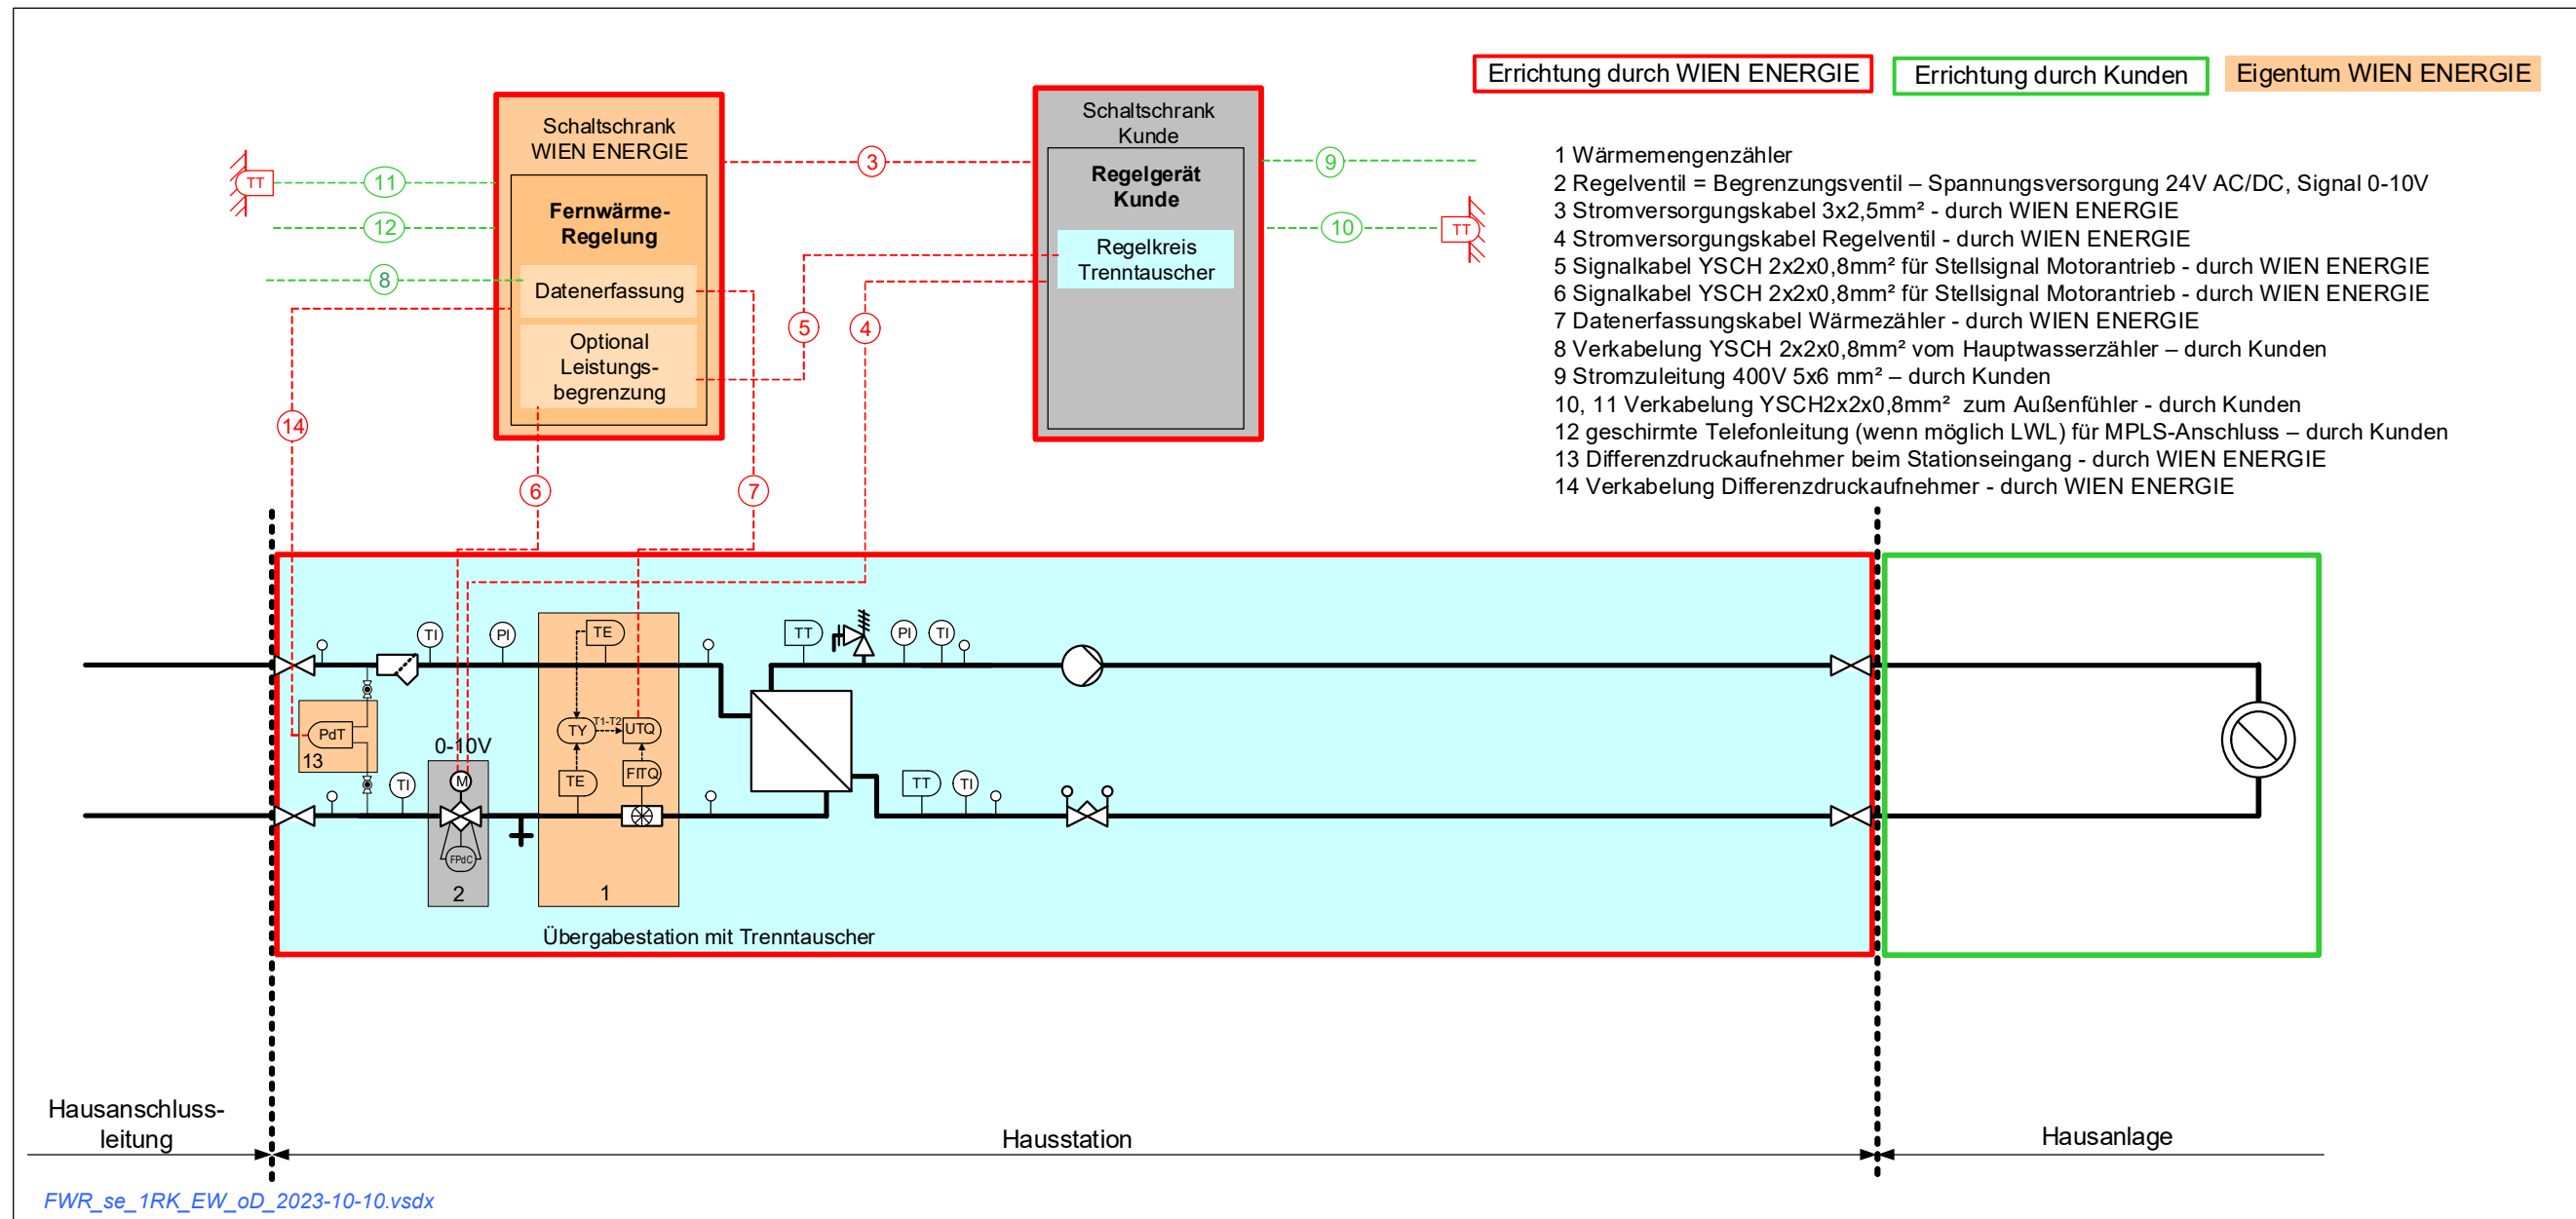 Errichtung durch WIEN ENERGIE
Errichtung durch Kunden
Eigentum WIEN ENERGIE
Schaltschrank
WIEN ENERGIE
Fernwärme-
Regelung
Datenerfassung
Optional
Leistungs-
begrenzung
Schaltschrank
Kunde
Regelgerät
Kunde
Regelkreis
Trenntauscher
TT
11
12
8
14
6
7
5
4
3
9
10
TT
1 Wärmemengenzähler
2 Regelventil = Begrenzungsventil – Spannungsversorgung 24V AC/DC, Signal 0-10V
3 Stromversorgungskabel 3x2,5mm² - durch WIEN ENERGIE
4 Stromversorgungskabel Regelventil - durch WIEN ENERGIE
5 Signalkabel YSCH 2x2x0,8mm² für Stellsignal Motorantrieb - durch WIEN ENERGIE
6 Signalkabel YSCH 2x2x0,8mm² für Stellsignal Motorantrieb - durch WIEN ENERGIE
7 Datenerfassungskabel Wärmezähler - durch WIEN ENERGIE
8 Verkabelung YSCH 2x2x0,8mm² vom Hauptwasserzähler – durch Kunden
9 Stromzuleitung 400V 5x6 mm² – durch Kunden
10, 11 Verkabelung YSCH2x2x0,8mm² zum Außenfühler - durch Kunden
12 geschirmte Telefonleitung (wenn möglich LWL) für MPLS-Anschluss – durch Kunden
13 Differenzdruckaufnehmer beim Stationseingang - durch WIEN ENERGIE
14 Verkabelung Differenzdruckaufnehmer - durch WIEN ENERGIE
TI
PI
TE
TT
PI
TI
PdT
13
0-10V
M
TI
FPdC
2
TY
T1-T2
UTQ
TE
FITQ
1
TT
TI
Übergabestation mit Trenntauscher
Hausanschluss-
leitung
Hausstation
Hausanlage
FWR_se_1RK_EW_oD_2023-10-10.vsdx